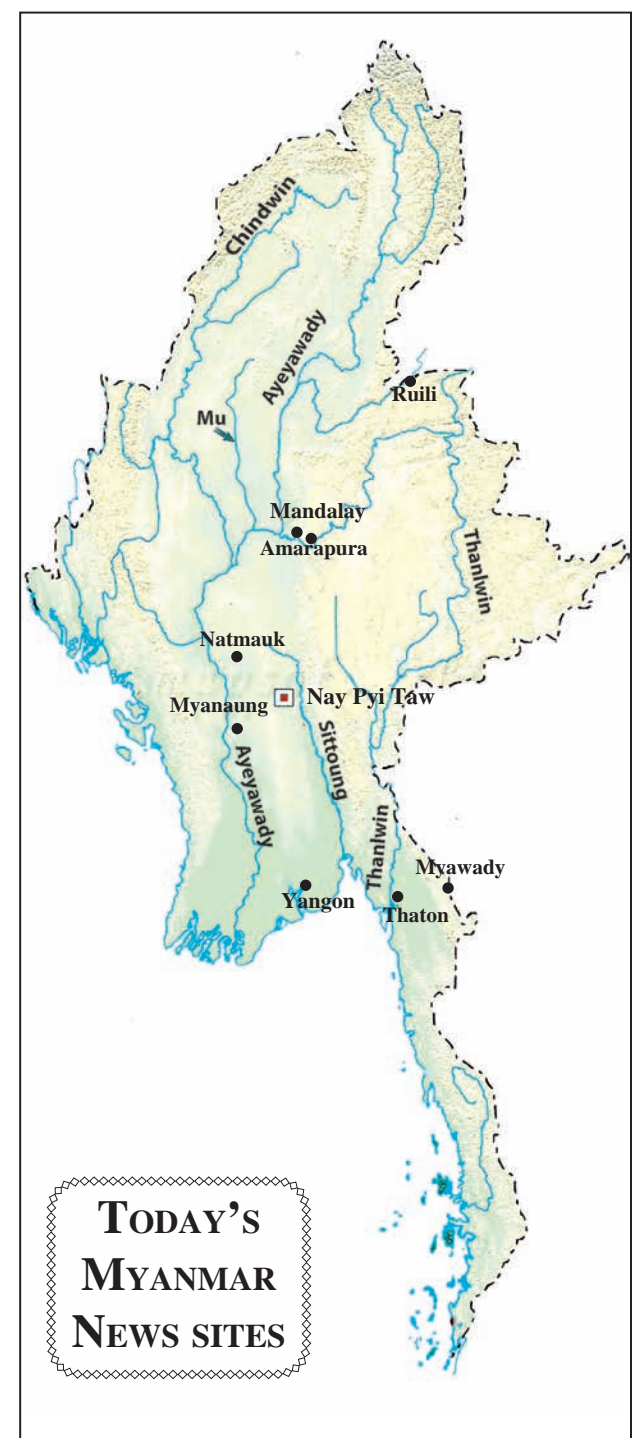 Chindwin
Ayeyawady
Ruili
Mu
Mandalay
Amarapura
Thanlwin
Natmauk
Nay Pyi Taw
Myanaung
Sittoung
Ayeyawady
Thanlwin
Myawady
Yangon
Thaton
TODAY'S
MYANMAR
NEWS SITES